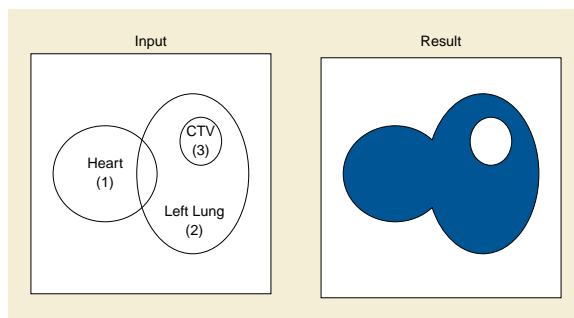 Input
Result
CTV
(3)
Heart
(1)
Left Lung
(2)